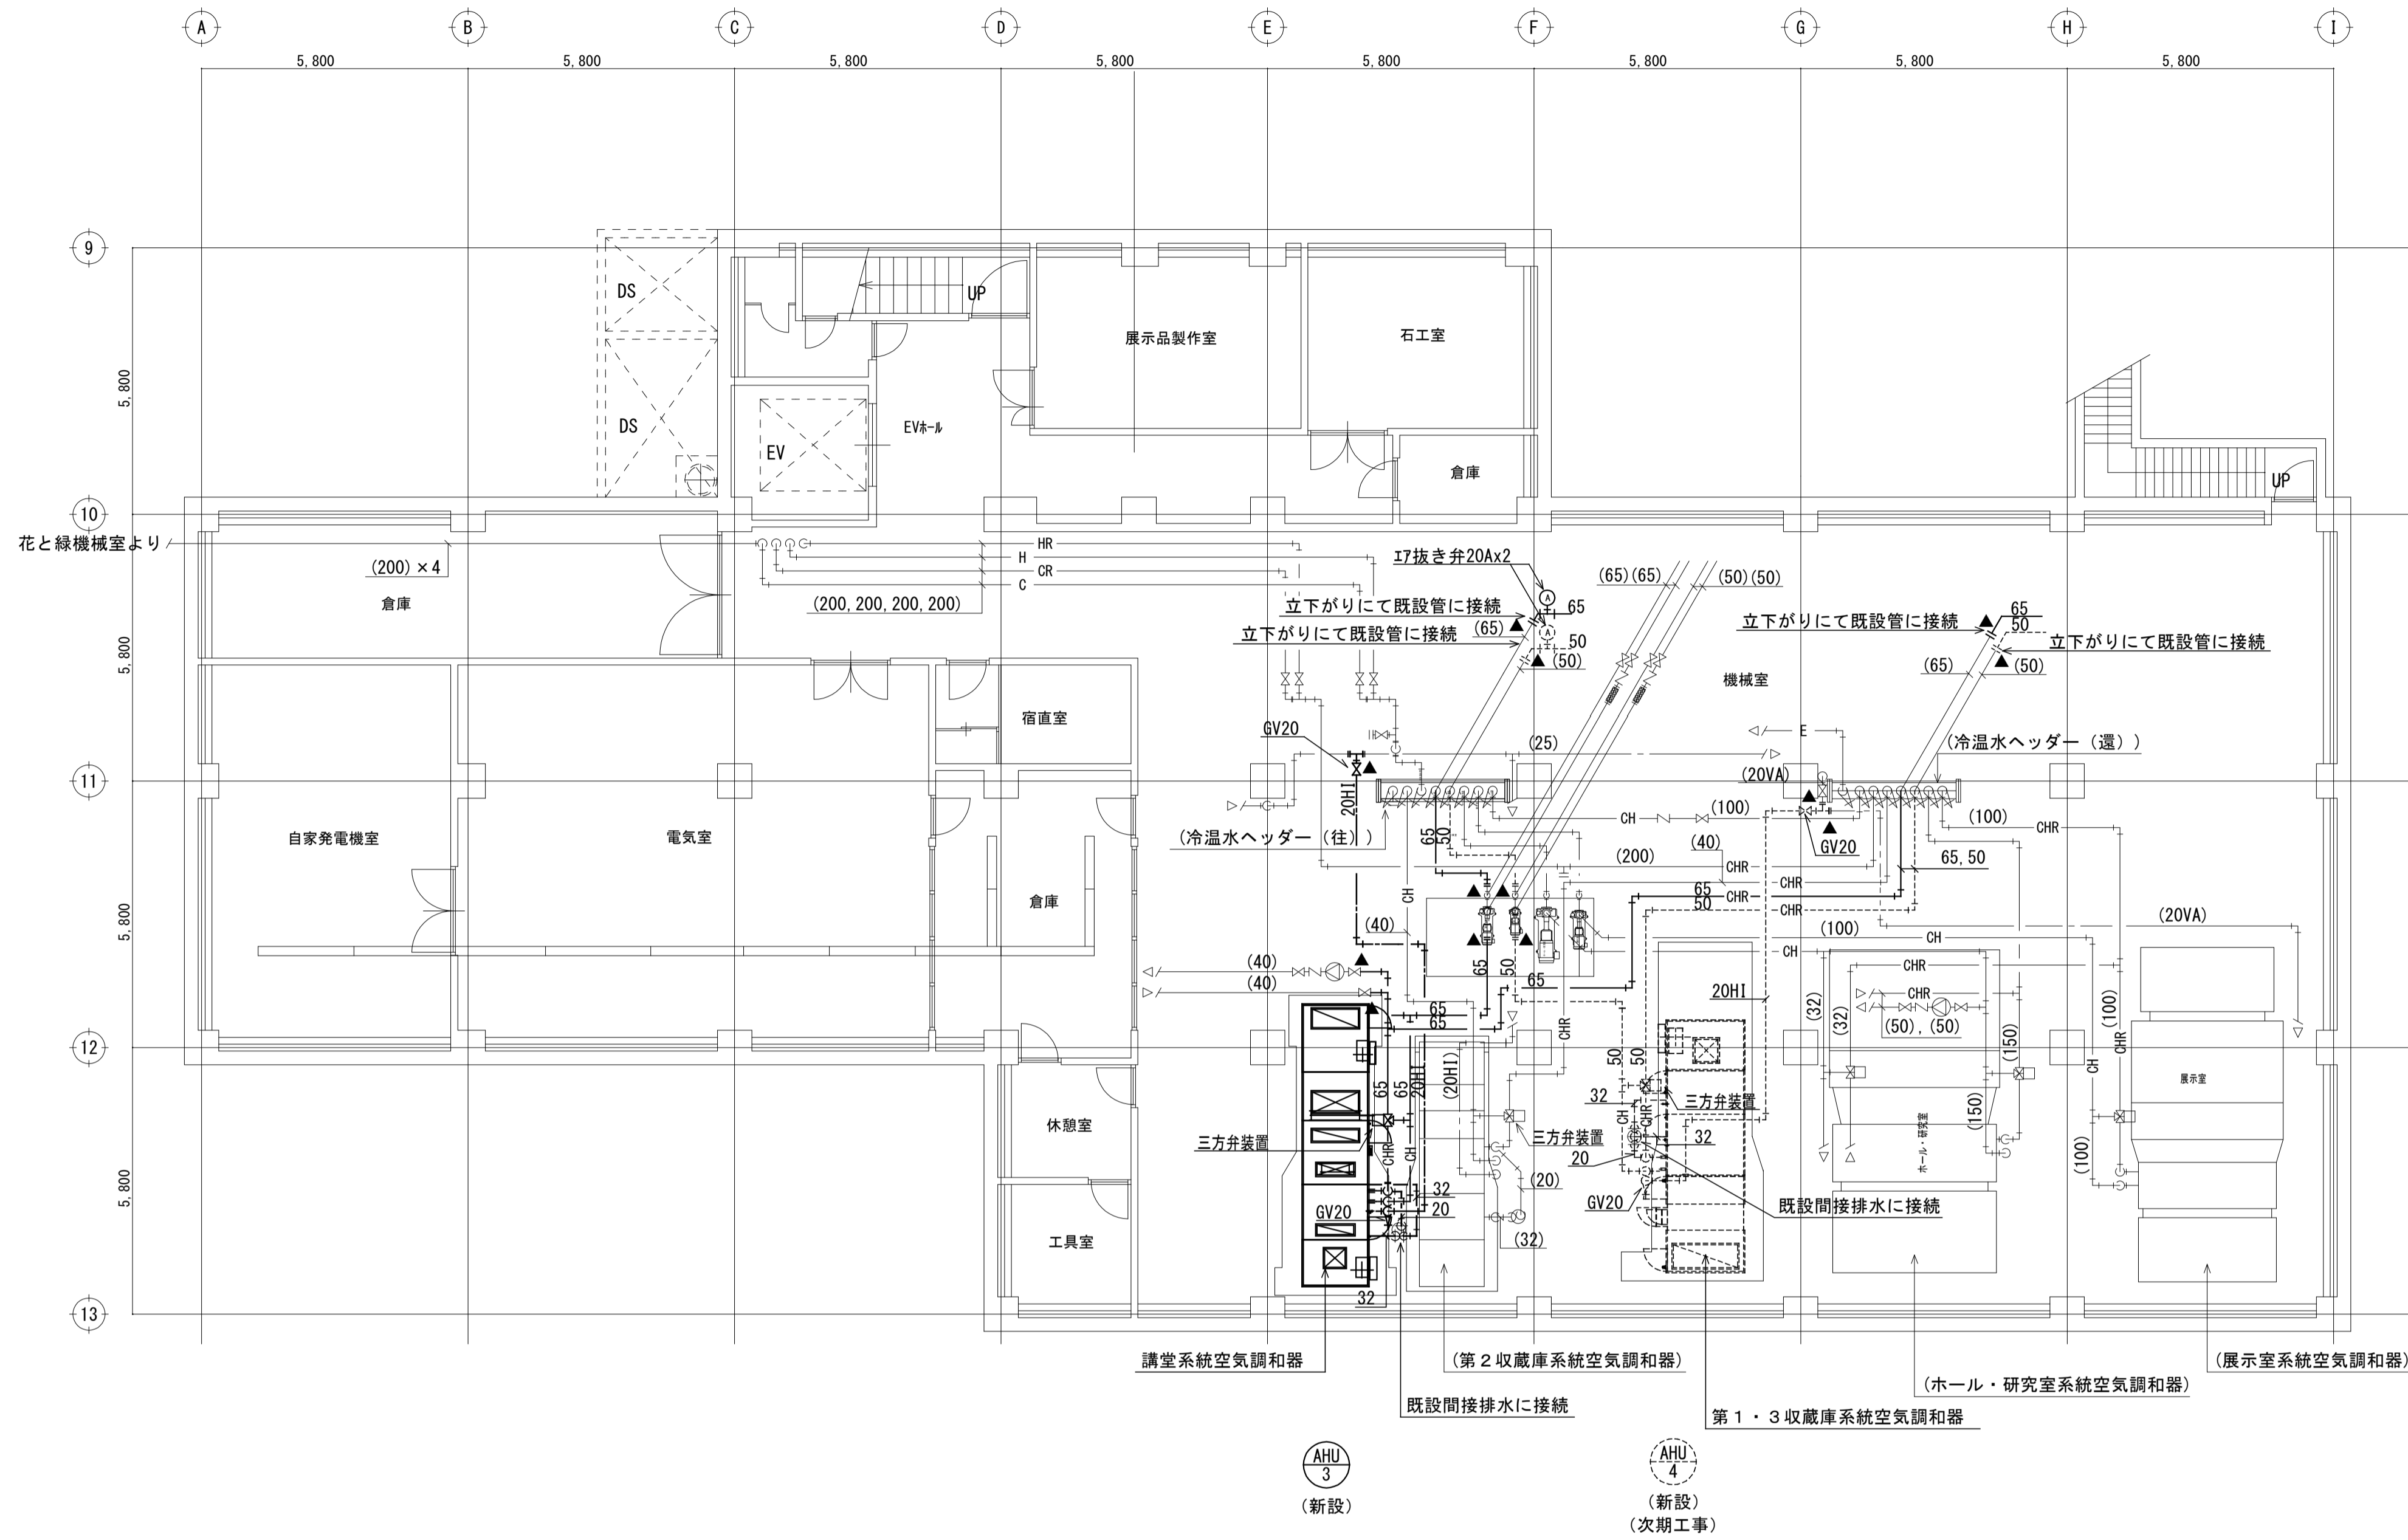 A B C D E F G H I
5,800 5,800 5,800 5,800 5,800 5,800 5,800 5,800
9
DS
UP
展示品製作室
石工室
5,800
DS
EVﾎｰﾙ
EV
倉庫
UP
10
花と緑機械室より
HR
(200)×4
H
CR
C
ｴｱ抜き弁20Ax2
(65)(65)
(50)(50)
倉庫
(200,200,200,200)
A
立下がりにて既設管に接続
65
立下がりにて既設管に接続
(65)
A
50
(50)
立下がりにて既設管に接続
65
50
立下がりにて既設管に接続
5,800
(65)
(50)
機械室
宿直室
GV20
(25)
E
(冷温水ヘッダー（還）)
11
20HI
(20VA)
自家発電機室
電気室
(冷温水ヘッダー（往）)
65
50
CH
(100)
(100)
CHR
GV20
(200)
(40)
CHR
65,50
CHR
倉庫
CH
65
CHR
50
CHR
5,800
(40)
(100)
CH
(20VA)
CH
(40)
(40)
65
50
65
CHR
CHR
20HI
(32)
(32)
(50),(50)
(150)
(100)
65
65
CHR
CHR
12
65
65
20HI
(20HI)
50
50
CH
展示室
休憩室
三方弁装置
CHR
CH
三方弁装置
32
CH
CHR
三方弁装置
32
20
(150)
ホール・研究室
(100)
5,800
32
20
GV20
(20)
(32)
GV20
既設間接排水に接続
工具室
32
13
講堂系統空気調和器
(第２収蔵庫系統空気調和器)
(展示室系統空気調和器)
(ホール・研究室系統空気調和器)
既設間接排水に接続
第１・３収蔵庫系統空気調和器
AHU
3
(新設)
AHU
4
(新設)
(次期工事)